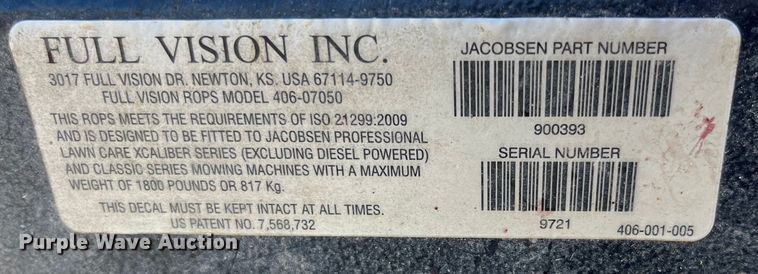 FULL VISION INC.
3017 FULL VISION DR. NEWTON, KS. USA 67114-9750
FULL VISION ROPS MODEL 406-07050
THIS ROPS MEETS THE REQUIREMENTS OF ISO 21299:2009
AND IS DESIGNED TO BE FITTED TO JACOBSEN PROFESSIONAL
LAWN CARE XCALIBER SERIES (EXCLUDING DIESEL POWERED)
AND CLASSIC SERIES MOWING MACHINES WITH A MAXIMUM
WEIGHT OF 1800 POUNDS OR 817 Kg.
THIS DECAL MUST BE KEPT INTACT AT ALL TIMES.
US PATENT NO. 7,568,732
JACOBSEN PART NUMBER
900393
SERIAL NUMBER
9721
406-001-005
Purple Wave Auction